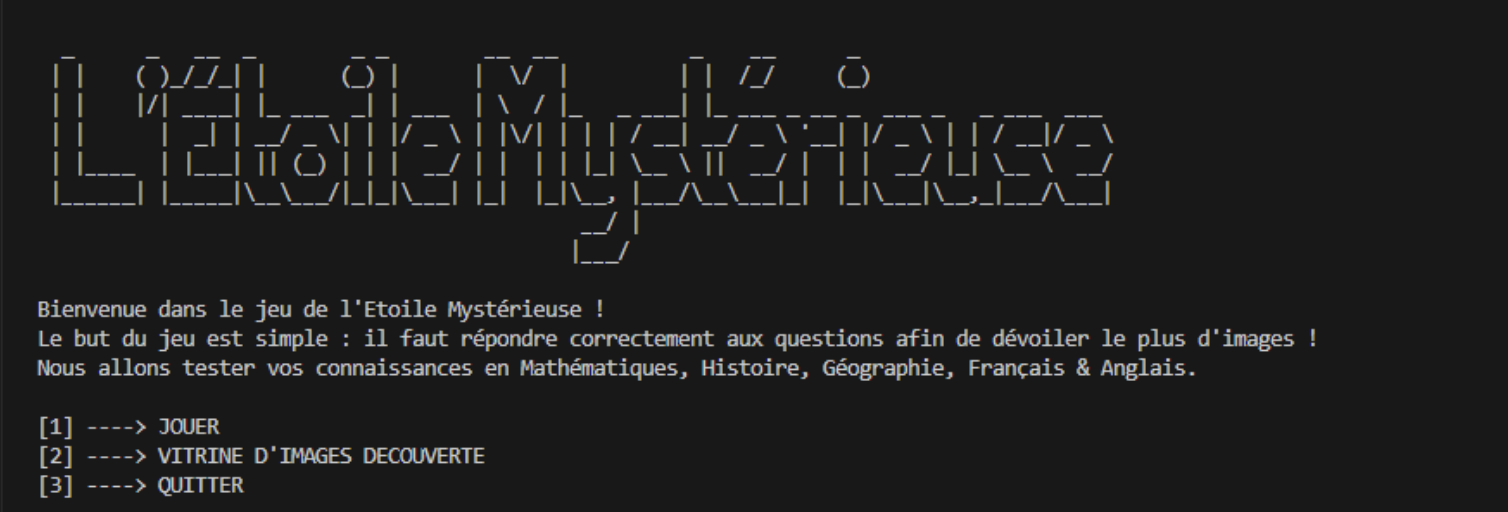 L'Étoile Mystérieuse
Bienvenue dans le jeu de l'Etoile Mystérieuse !
Le but du jeu est simple : il faut répondre correctement aux questions afin de dévoiler le plus d'images !
Nous allons tester vos connaissances en Mathématiques, Histoire, Géographie, Français & Anglais.
[1] ----> JOUER
[2] ----> VITRINE D'IMAGES DECOUVERTE
[3] ----> QUITTER